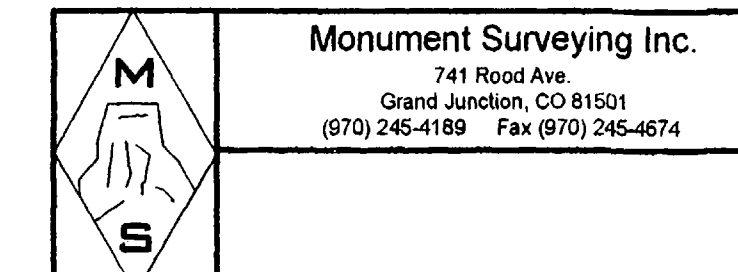 M
S
Monument Surveying Inc.
741 Rood Ave.
Grand Junction, CO 81501
(970) 245-4189 Fax (970) 245-4674